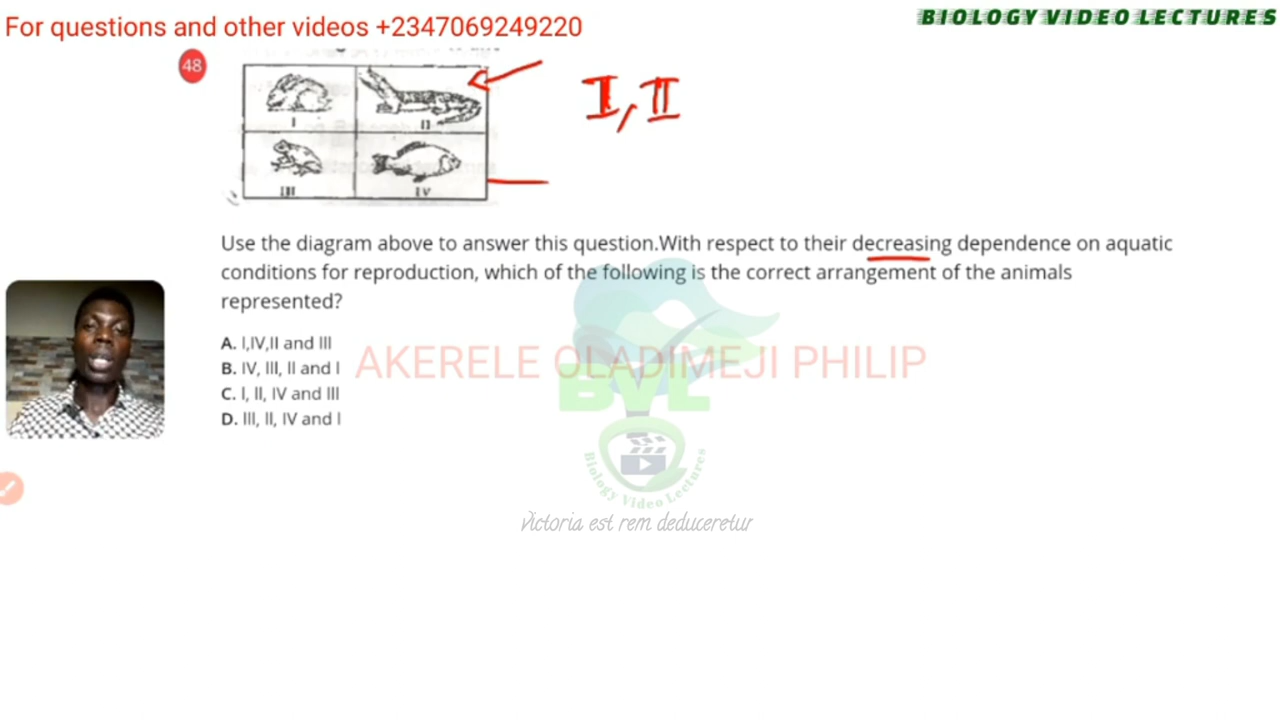 For questions and other videos +2347069249220
BIOLOGY VIDEO LECTURES
48
I
II
I, II
III
IV
Use the diagram above to answer this question.With respect to their decreasing dependence on aquatic
conditions for reproduction, which of the following is the correct arrangement of the animals
represented?
A. I,IV,II and III
B. IV, III, II and I
C. I, II, IV and III
D. III, II, IV and I
AKERELE OLADIMEJI PHILIP
BVL
Biology Video Lectures
Victoria est rem deduceretur